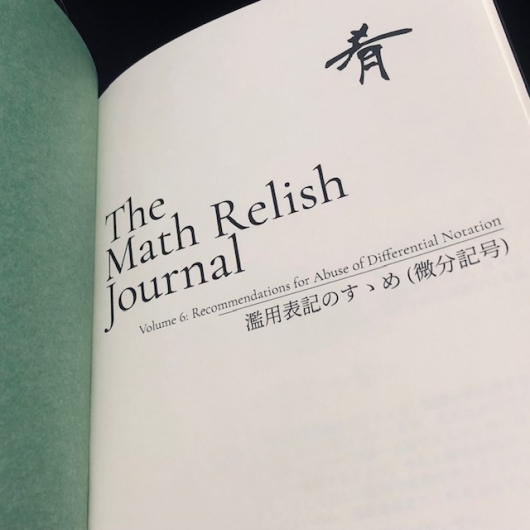 肴
The
Math Relish
Journal
Volume 6: Recommendations for Abuse of Differential Notation
濫用表記のすゝめ (微分記号)